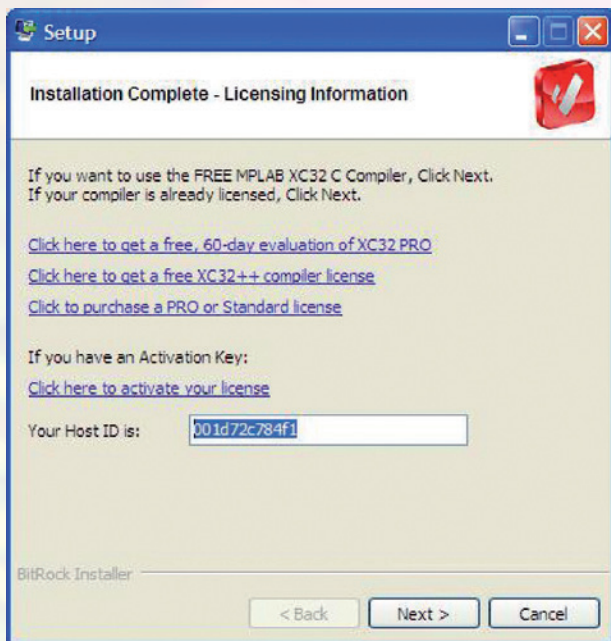 Setup
Installation Complete - Licensing Information
If you want to use the FREE MPLAB XC32 C Compiler, Click Next.
If your compiler is already licensed, Click Next.
Click here to get a free, 60-day evaluation of XC32 PRO
Click here to get a free XC32++ compiler license
Click to purchase a PRO or Standard license
If you have an Activation Key:
Click here to activate your license
Your Host ID is: 001d72c784f1
BitRock Installer
< Back Next > Cancel